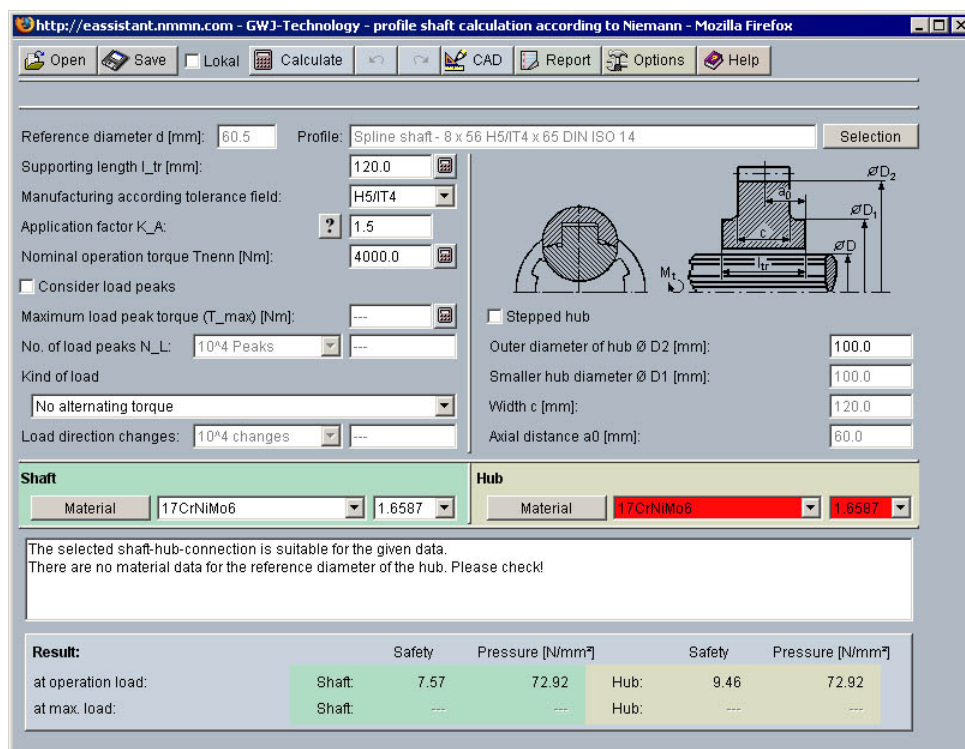 http://eassistant.nmmn.com - GWJ-Technology - profile shaft calculation according to Niemann - Mozilla Firefox
Open Save Lokal Calculate CAD Report Options Help
Reference diameter d [mm]: 60.5 Profile: Spline shaft - 8 x 56 H5/IT4 x 65 DIN ISO 14 Selection
Supporting length l_tr [mm]: 120.0
Manufacturing according tolerance field: H5/IT4
Application factor K_A: ? 1.5
Nominal operation torque Tnenn [Nm]: 4000.0
Consider load peaks
Maximum load peak torque (T_max) [Nm]: ---
No. of load peaks N_L: 10^4 Peaks ---
Kind of load
No alternating torque
Load direction changes: 10^4 changes ---
a0
ØD2
ØD1
c
ØD
ltr
Mt
Stepped hub
Outer diameter of hub Ø D2 [mm]: 100.0
Smaller hub diameter Ø D1 [mm]: 100.0
Width c [mm]: 120.0
Axial distance a0 [mm]: 60.0
Shaft
Material 17CrNiMo6 1.6587
Hub
Material 17CrNiMo6 1.6587
The selected shaft-hub-connection is suitable for the given data.
There are no material data for the reference diameter of the hub. Please check!
Result: Safety Pressure [N/mm²] Safety Pressure [N/mm²]
at operation load: Shaft: 7.57 72.92 Hub: 9.46 72.92
at max. load: Shaft: --- --- Hub: --- ---